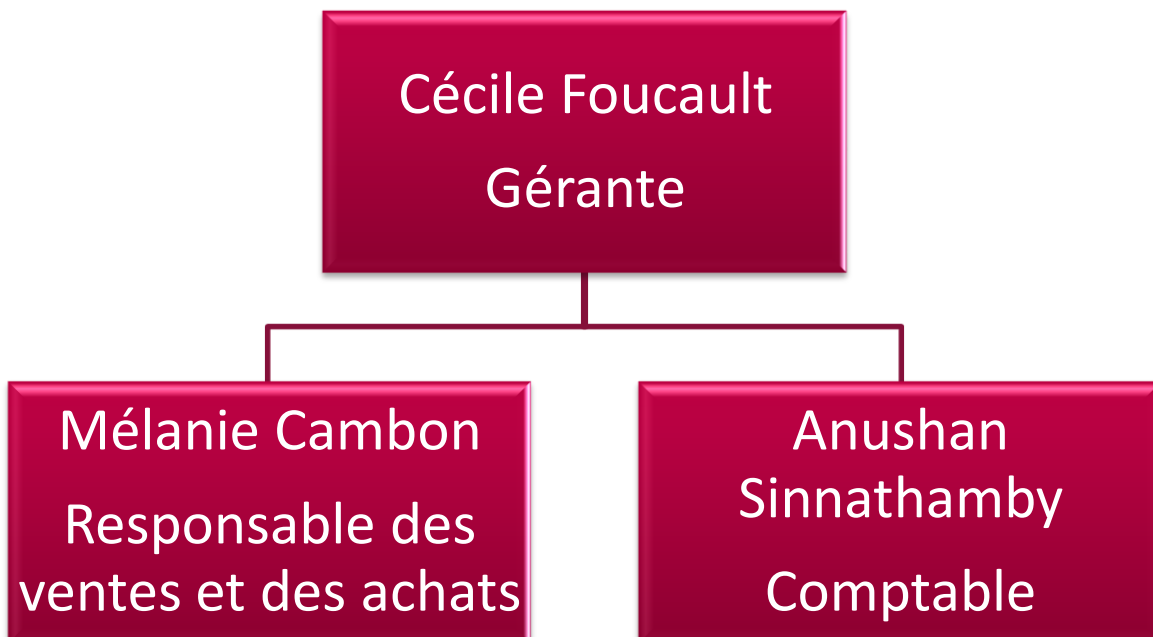 Cécile Foucault
Gérante
Mélanie Cambon
Responsable des
ventes et des achats
Anushan
Sinnathamby
Comptable